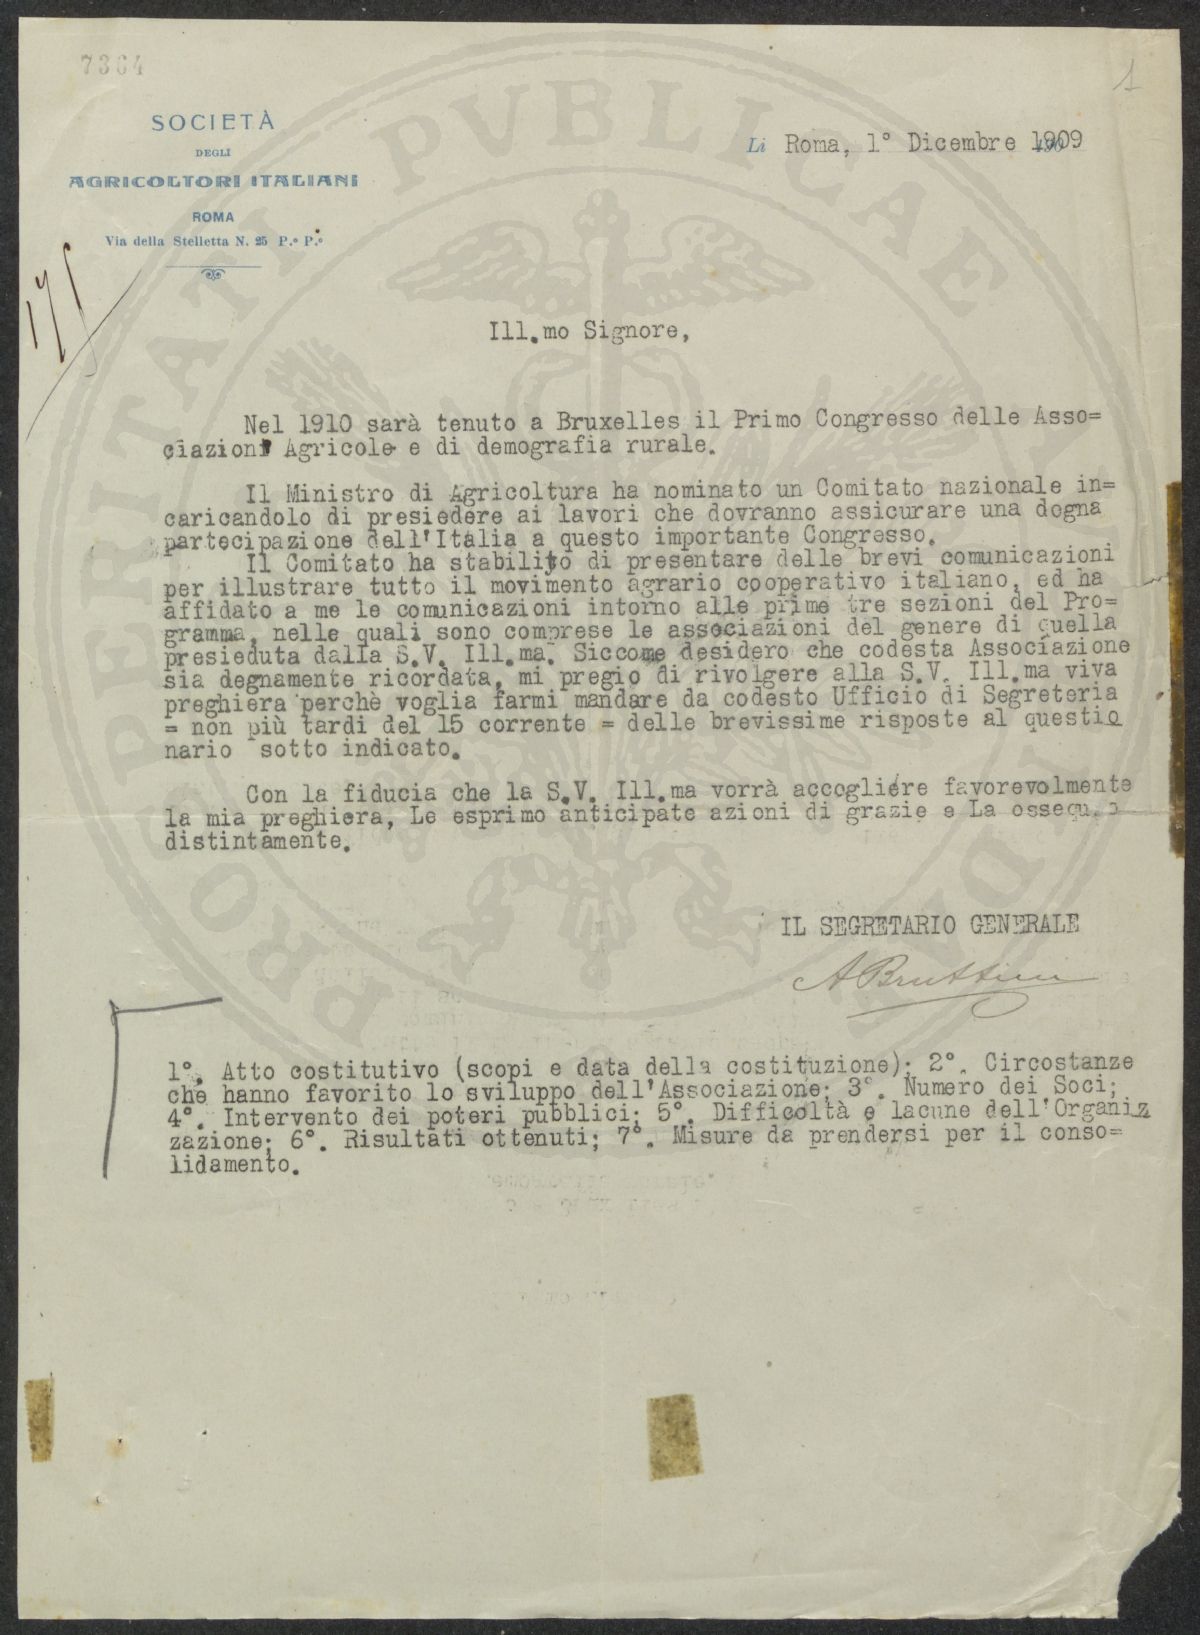 7364
1
SOCIETÀ
DEGLI
AGRICOLTORI ITALIANI
ROMA
Via della Stelletta N. 25 P.º P.º
Li Roma, 1° Dicembre 1909
Ill.mo Signore,
Nel 1910 sarà tenuto a Bruxelles il Primo Congresso delle Asso=
ciazioni Agricole e di demografia rurale.
Il Ministro di Agricoltura ha nominato un Comitato nazionale in=
caricandolo di presiedere ai lavori che dovranno assicurare una degna
partecipazione dell'Italia a questo importante Congresso.
Il Comitato ha stabilito di presentare delle brevi comunicazioni
per illustrare tutto il movimento agrario cooperativo italiano, ed ha
affidato a me le comunicazioni intorno alle prime tre sezioni del Pro=
gramma, nelle quali sono comprese le associazioni del genere di quella
presieduta dalla S.V. Ill.ma. Siccome desidero che codesta Associazione
sia degnamente ricordata, mi pregio di rivolgere alla S.V. Ill.ma viva
preghiera perchè voglia farmi mandare da codesto Ufficio di Segreteria
= non più tardi del 15 corrente = delle brevissime risposte al questio
nario sotto indicato.
Con la fiducia che la S.V. Ill.ma vorrà accogliere favorevolmente
la mia preghiera, Le esprimo anticipate azioni di grazie e La ossequio
distintamente.
IL SEGRETARIO GENERALE
A Bruttini
1°. Atto costitutivo (scopi e data della costituzione); 2°. Circostanze
che hanno favorito lo sviluppo dell'Associazione; 3°. Numero dei Soci;
4°. Intervento dei poteri pubblici; 5°. Difficoltà e lacune dell'Organiz
zazione; 6°. Risultati ottenuti; 7°. Misure da prendersi per il conso=
lidamento.
PROSPERITATI PVBLICAE